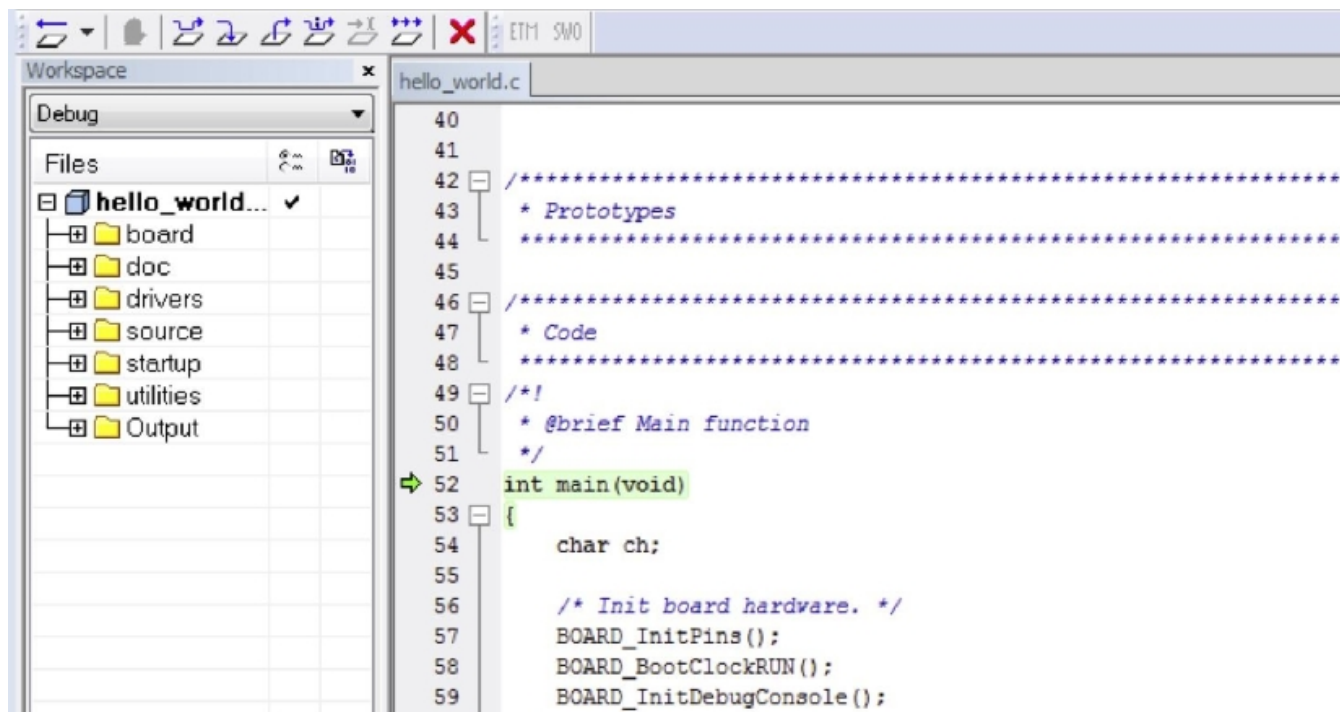 ETM SWO
Workspace
Debug
Files
hello_world...
board
doc
drivers
source
startup
utilities
Output
hello_world.c
40
41
42 /****************************************************************
43 * Prototypes
44 ****************************************************************
45
46 /****************************************************************
47 * Code
48 ****************************************************************
49 /*!
50 * @brief Main function
51 */
52 int main(void)
53 {
54 char ch;
55
56 /* Init board hardware. */
57 BOARD_InitPins();
58 BOARD_BootClockRUN();
59 BOARD_InitDebugConsole();